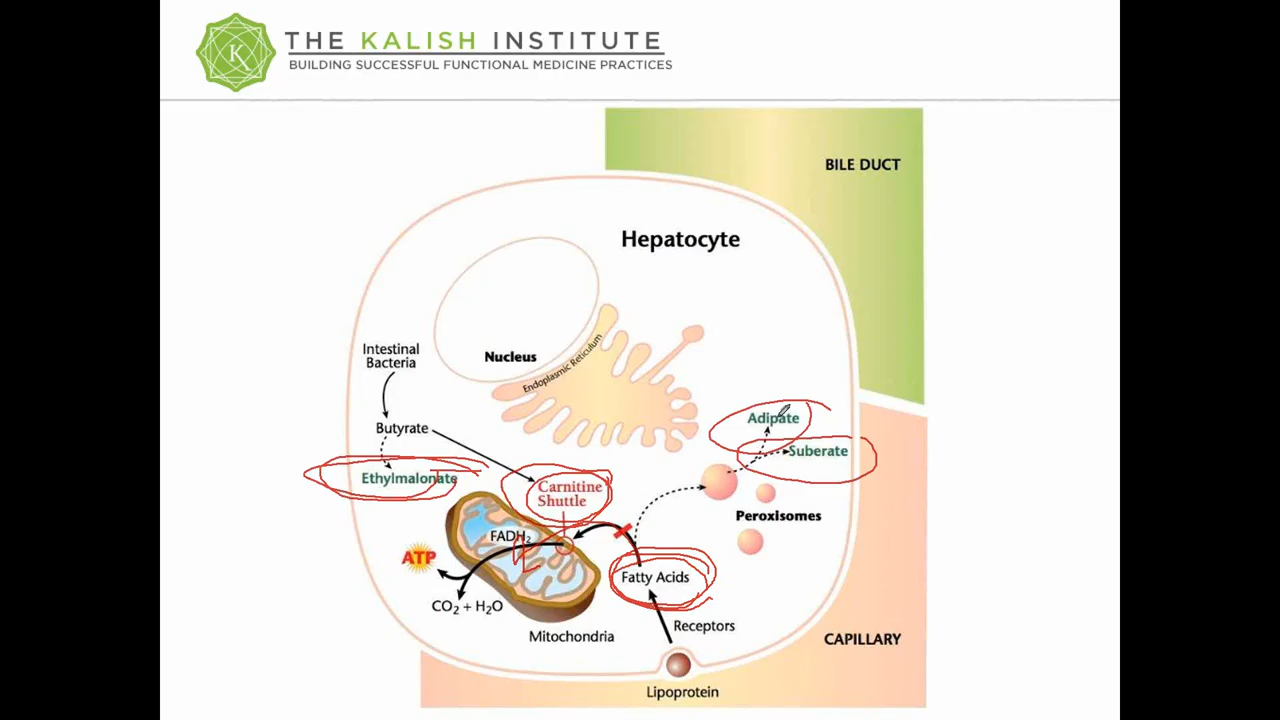 K
THE KALISH INSTITUTE
BUILDING SUCCESSFUL FUNCTIONAL MEDICINE PRACTICES
BILE DUCT
Hepatocyte
Intestinal
Bacteria
Nucleus
Endoplasmic Reticulum
Butyrate
Adipate
Suberate
Ethylmalonate
Carnitine
Shuttle
Peroxisomes
FADH₂
ATP
Fatty Acids
CO₂ + H₂O
Receptors
Mitochondria
CAPILLARY
Lipoprotein